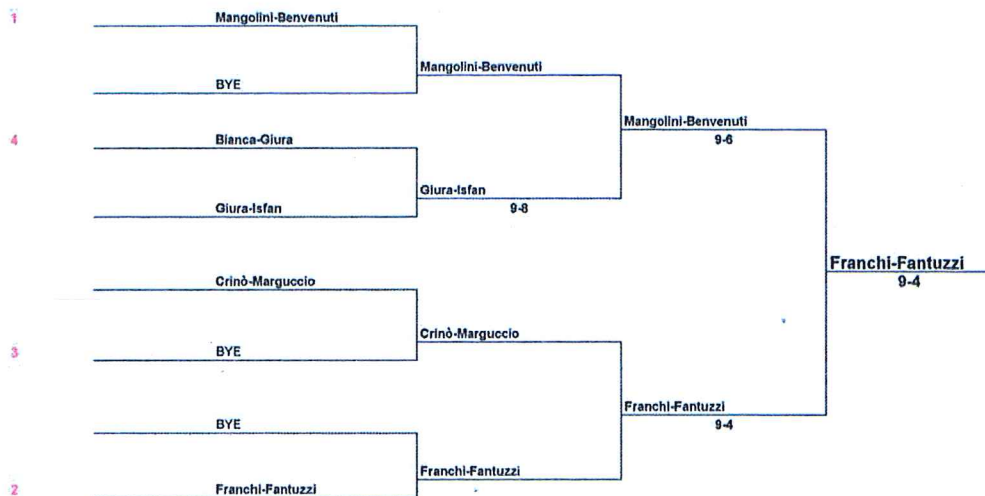 1
Mangolini-Benvenuti
Mangolini-Benvenuti
BYE
Mangolini-Benvenuti
9-6
4
Bianca-Giura
Giura-Isfan
9-8
Giura-Isfan
Franchi-Fantuzzi
9-4
Crinò-Marguccio
Crinò-Marguccio
3
BYE
Franchi-Fantuzzi
9-4
BYE
Franchi-Fantuzzi
2
Franchi-Fantuzzi